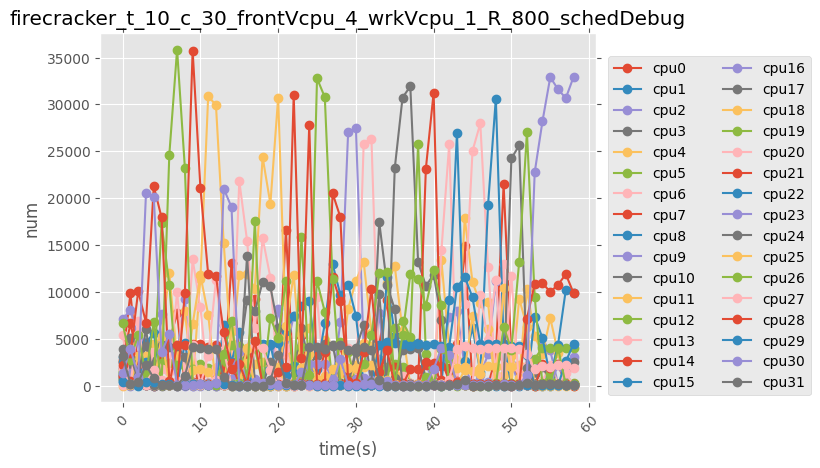 firecracker_t_10_c_30_frontVcpu_4_wrkVcpu_1_R_800_schedDebug
num
35000
30000
25000
20000
15000
10000
5000
0
0
10
20
30
40
50
60
time(s)
cpu0
cpu1
cpu2
cpu3
cpu4
cpu5
cpu6
cpu7
cpu8
cpu9
cpu10
cpu11
cpu12
cpu13
cpu14
cpu15
cpu16
cpu17
cpu18
cpu19
cpu20
cpu21
cpu22
cpu23
cpu24
cpu25
cpu26
cpu27
cpu28
cpu29
cpu30
cpu31